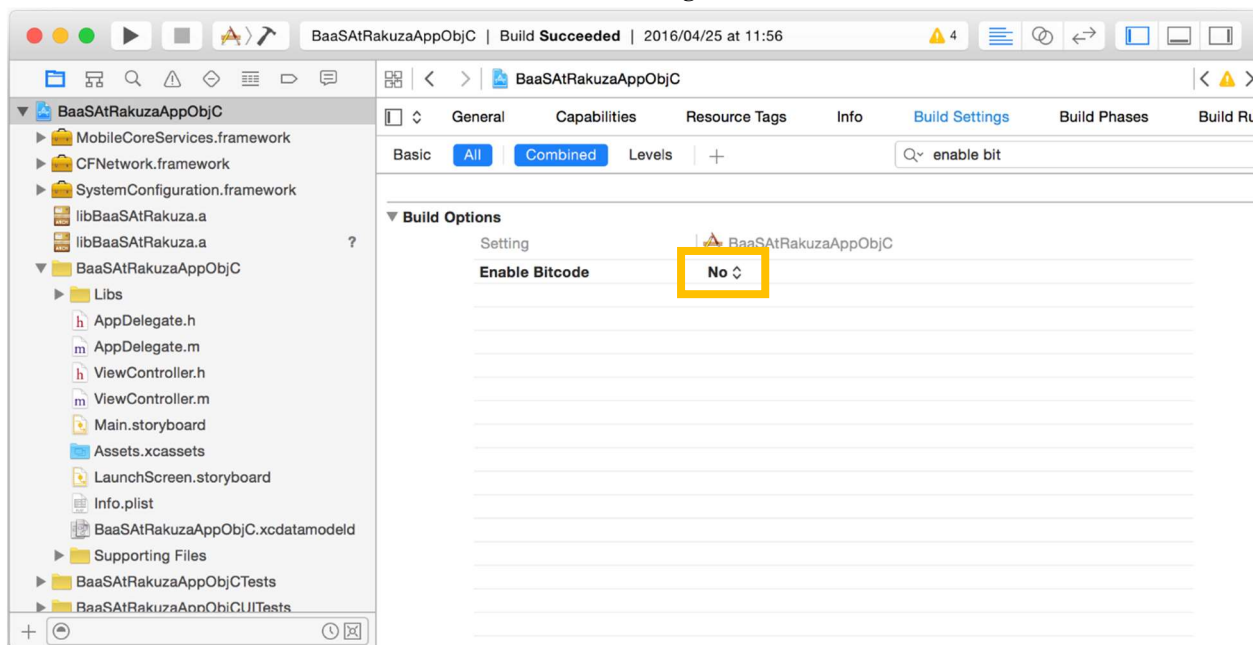 BaaSAtRakuzaAppObjC | Build Succeeded | 2016/04/25 at 11:56
4
BaaSAtRakuzaAppObjC
BaaSAtRakuzaAppObjC
General Capabilities Resource Tags Info Build Settings Build Phases Build Ru
Basic All Combined Levels + enable bit
Build Options
Setting BaaSAtRakuzaAppObjC
Enable Bitcode No
MobileCoreServices.framework
CFNetwork.framework
SystemConfiguration.framework
libBaaSAtRakuza.a
libBaaSAtRakuza.a ?
BaaSAtRakuzaAppObjC
Libs
h AppDelegate.h
m AppDelegate.m
h ViewController.h
m ViewController.m
Main.storyboard
Assets.xcassets
LaunchScreen.storyboard
Info.plist
BaaSAtRakuzaAppObjC.xcdatamodeld
Supporting Files
BaaSAtRakuzaAppObjCTests
BaaSAtRakuzaAppObjCUITests